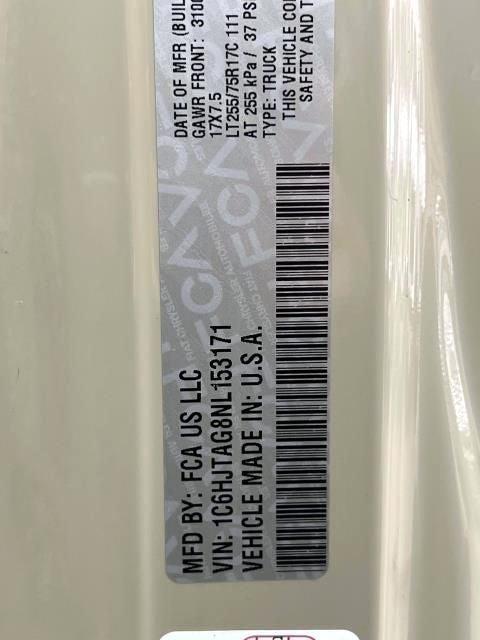 MFD BY: FCA US LLC
VIN: 1C6HJTAG8NL153171
VEHICLE MADE IN: U.S.A.
DATE OF MFR (BUIL
GAWR FRONT: 310
17X7.5
LT255/75R17C 111
AT 255 kPa / 37 PS
TYPE: TRUCK
THIS VEHICLE CO
SAFETY AND T